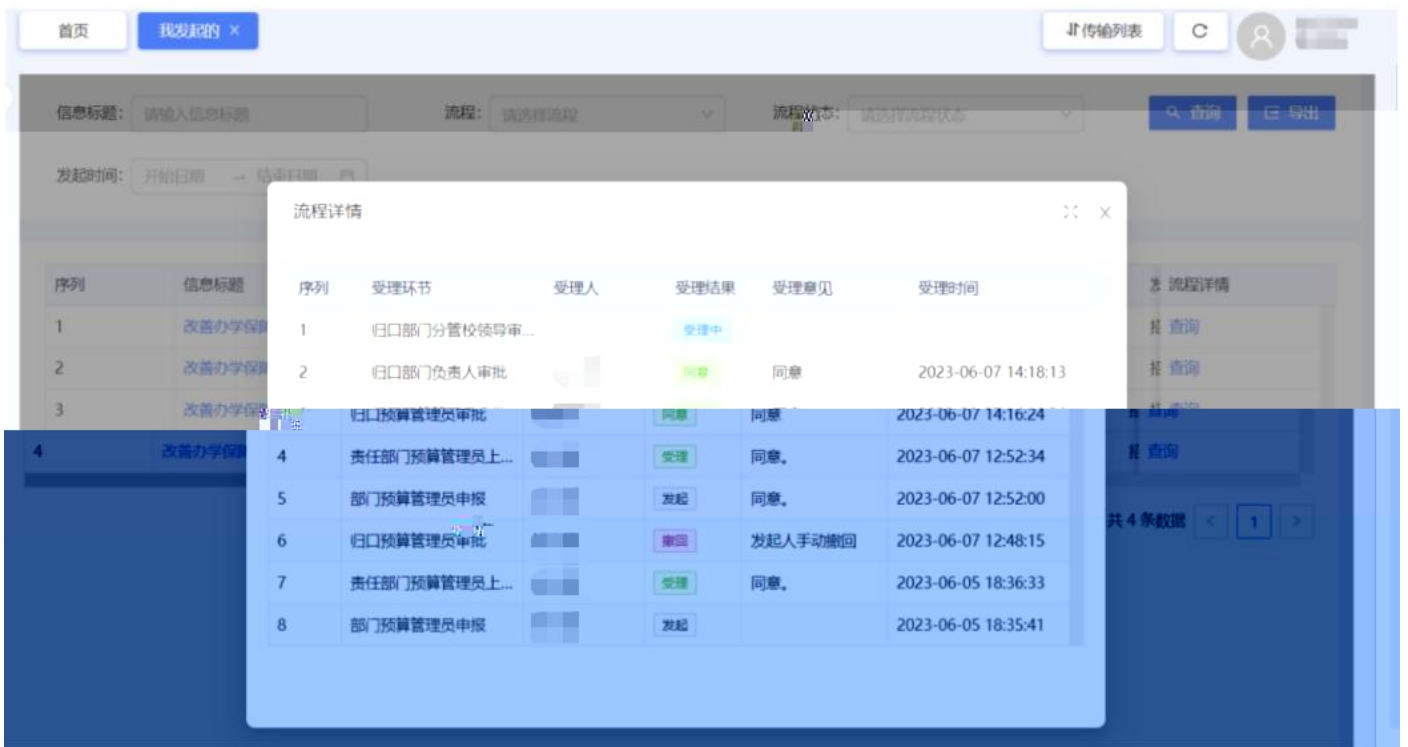 首页
我发起的 ×
传输列表
信息标题: 请输入信息标题
流程: 请选择流程
流程状态: 请选择流程状态
查询
导出
发起时间: 开始日期 → 结束日期
流程详情
序列 信息标题
序列 受理环节 受理人 受理结果 受理意见 受理时间
流程详情
1 改善办学保障
1 归口部门分管校领导审... 受理中
查询
2 改善办学保障
2 归口部门负责人审批 同意 同意 2023-06-07 14:18:13
查询
3 改善办学保障
归口预算管理员审批 同意 同意 2023-06-07 14:16:24
查询
4 改善办学保障
4 责任部门预算管理员上... 受理 同意。 2023-06-07 12:52:34
查询
5 部门预算管理员申报 发起 同意。 2023-06-07 12:52:00
共 4 条数据 < 1 >
6 归口预算管理员审批 撤回 发起人手动撤回 2023-06-07 12:48:15
7 责任部门预算管理员上... 受理 同意。 2023-06-05 18:36:33
8 部门预算管理员申报 发起 2023-06-05 18:35:41